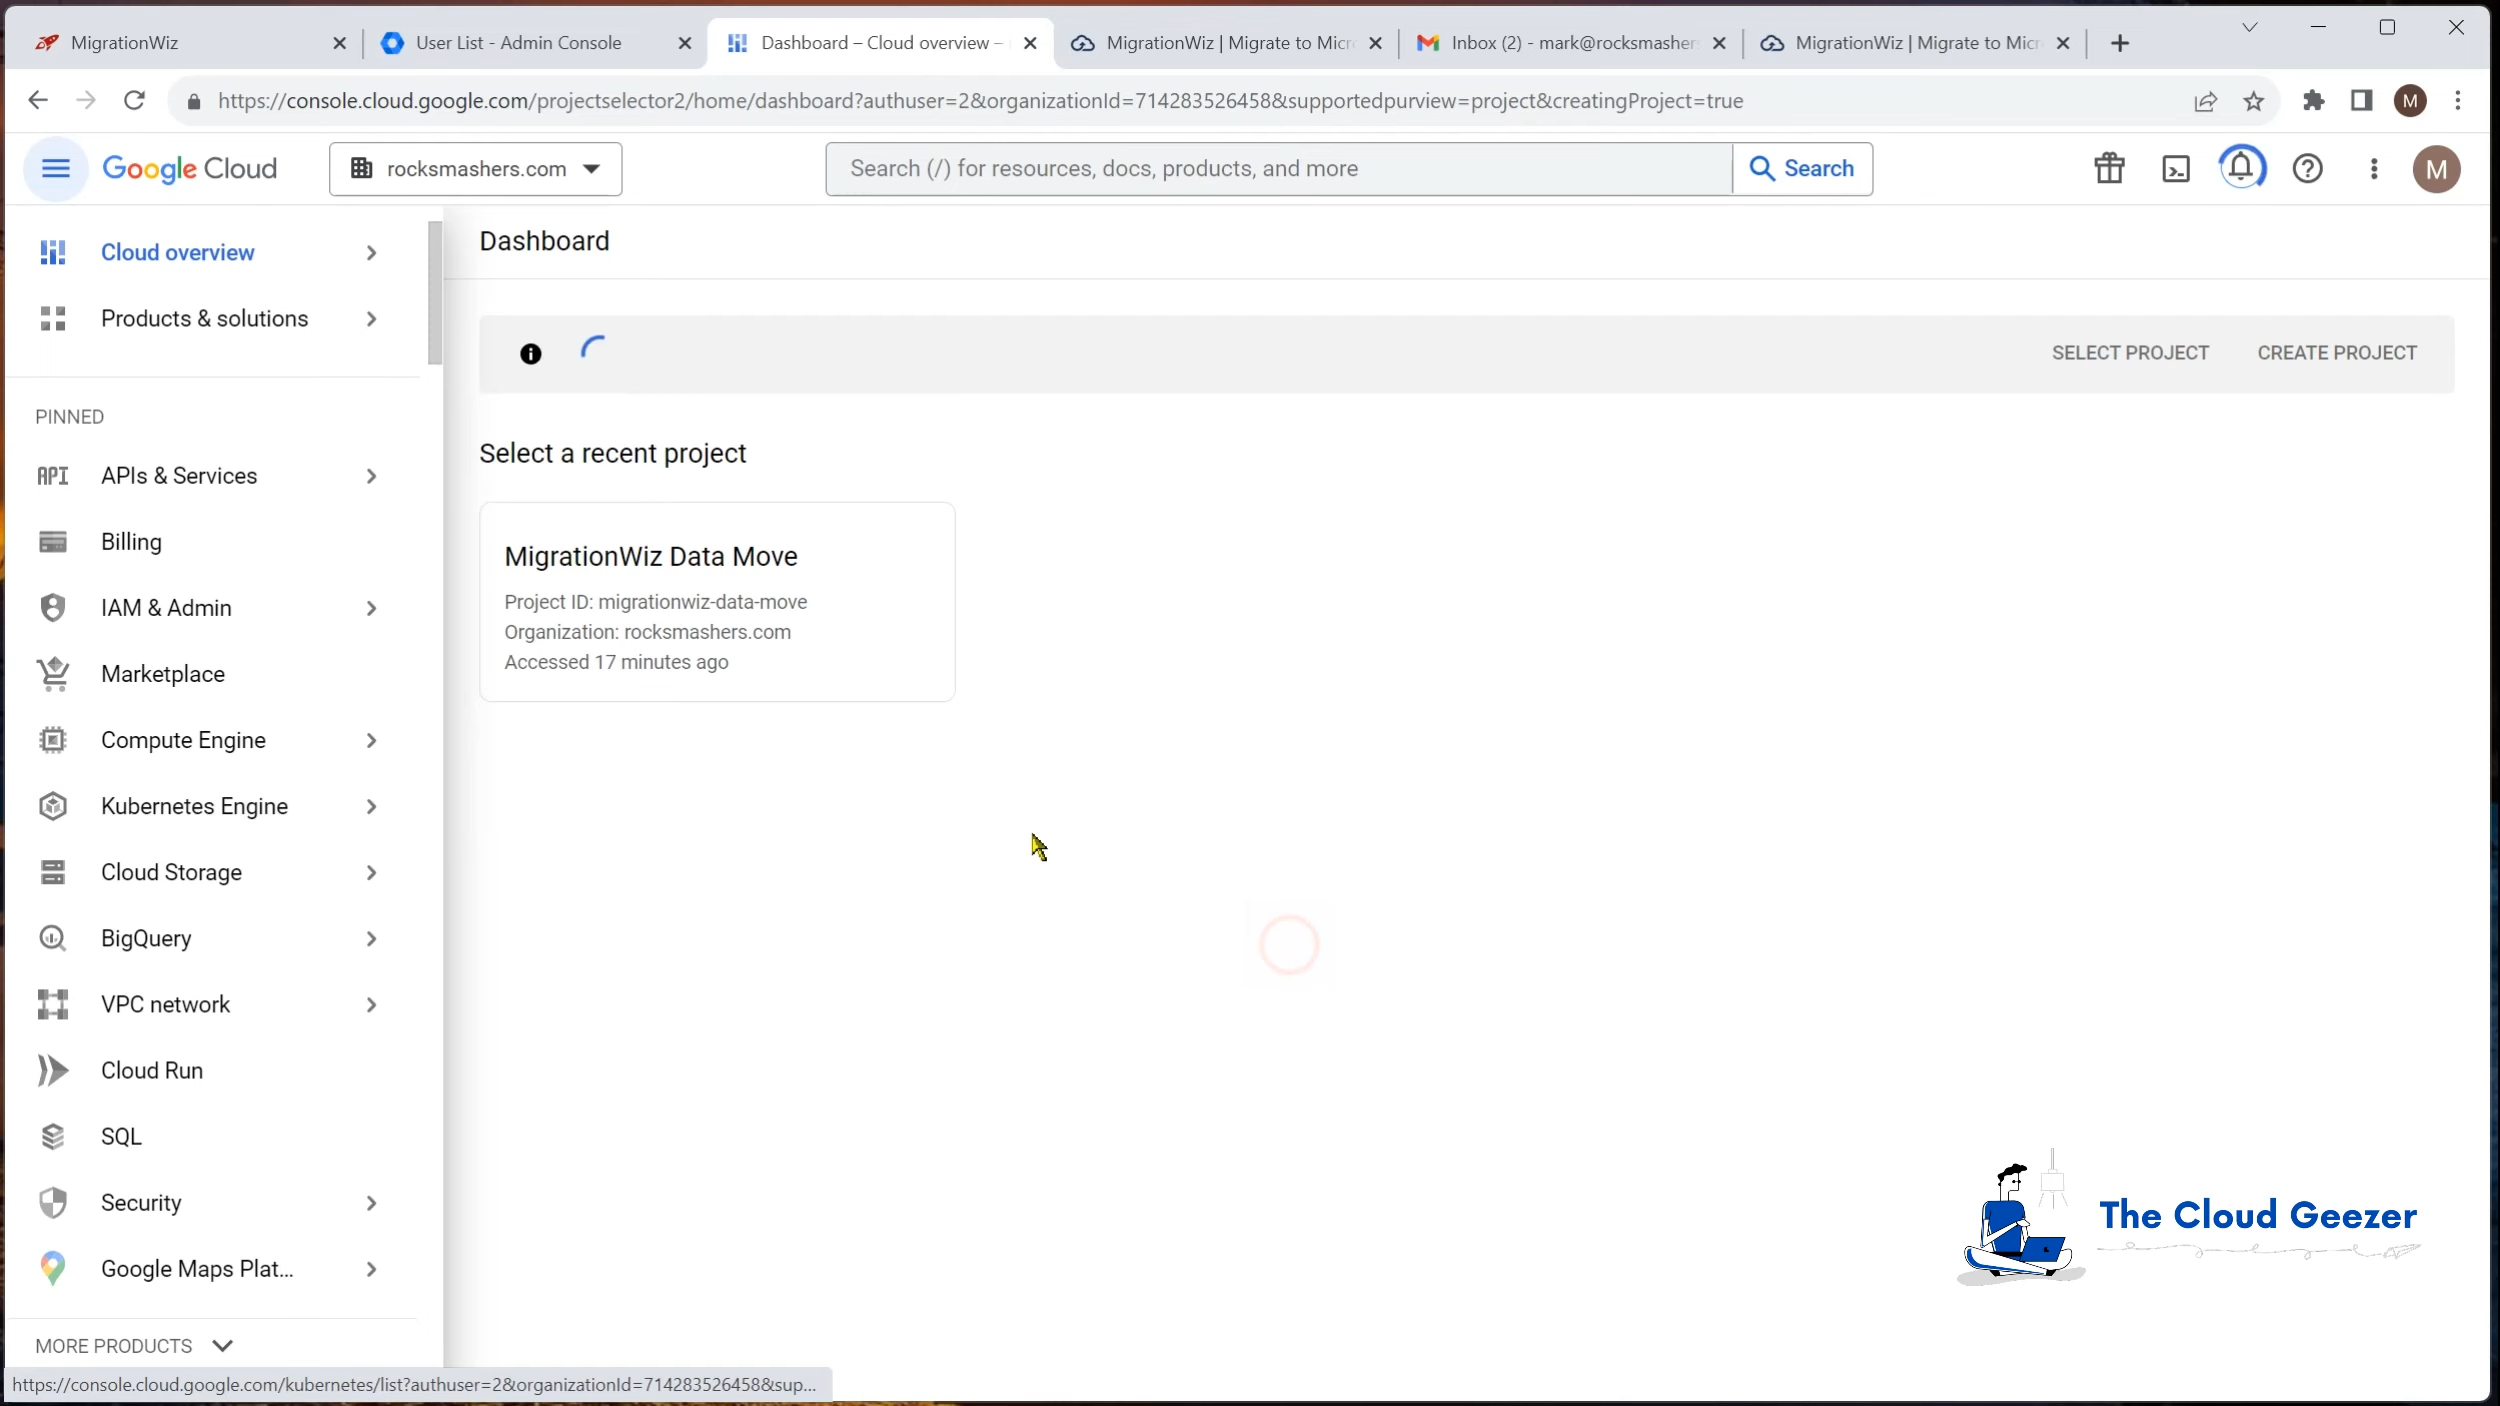 MigrationWiz
User List - Admin Console
Dashboard – Cloud overview –
MigrationWiz | Migrate to Micr
Inbox (2) - mark@rocksmasher
MigrationWiz | Migrate to Micr
https://console.cloud.google.com/projectselector2/home/dashboard?authuser=2&organizationId=714283526458&supportedpurview=project&creatingProject=true
M
Google Cloud
rocksmashers.com
Search (/) for resources, docs, products, and more
Search
M
Cloud overview
Products & solutions
PINNED
API
APIs & Services
Billing
IAM & Admin
Marketplace
Compute Engine
Kubernetes Engine
Cloud Storage
BigQuery
VPC network
Cloud Run
SQL
Security
Google Maps Plat...
MORE PRODUCTS
https://console.cloud.google.com/kubernetes/list?authuser=2&organizationId=714283526458&sup...
Dashboard
SELECT PROJECT
CREATE PROJECT
Select a recent project
MigrationWiz Data Move
Project ID: migrationwiz-data-move
Organization: rocksmashers.com
Accessed 17 minutes ago
The Cloud Geezer